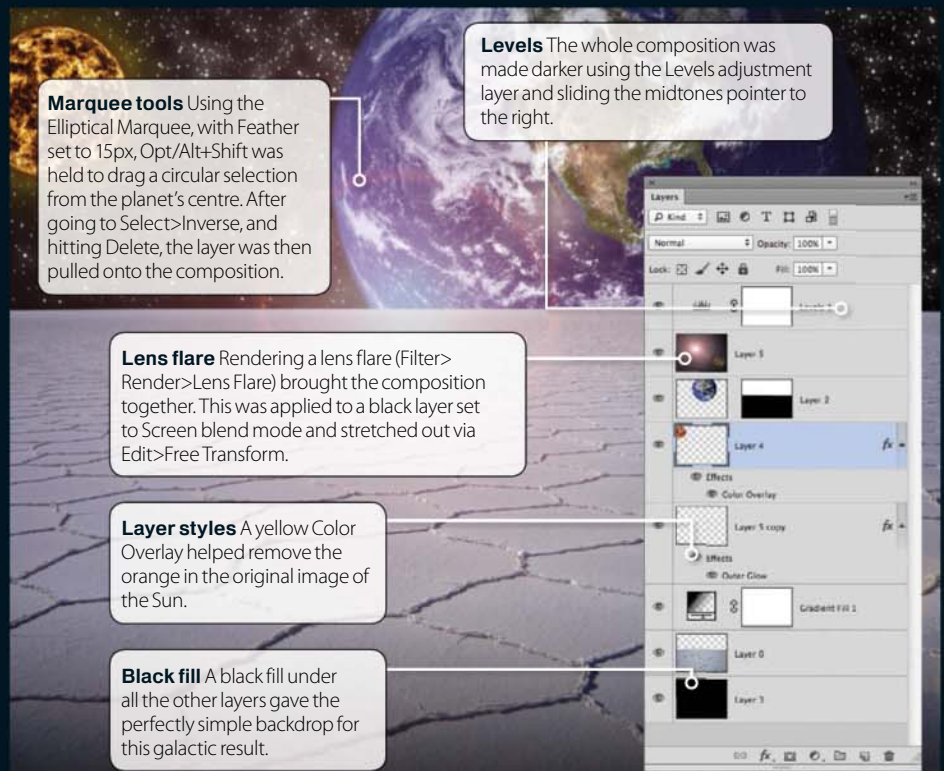 Levels The whole composition was
made darker using the Levels adjustment
layer and sliding the midtones pointer to
the right.
Marquee tools Using the
Elliptical Marquee, with Feather
set to 15px, Opt/Alt+Shift was
held to drag a circular selection
from the planet's centre. After
going to Select>Inverse, and
hitting Delete, the layer was then
pulled onto the composition.
Lens flare Rendering a lens flare (Filter>
Render>Lens Flare) brought the composition
together. This was applied to a black layer set
to Screen blend mode and stretched out via
Edit>Free Transform.
Layer styles A yellow Color
Overlay helped remove the
orange in the original image of
the Sun.
Black fill A black fill under
all the other layers gave the
perfectly simple backdrop for
this galactic result.
Layers
Kind
Normal Opacity: 100%
Lock: Fill: 100%
Levels
Layer 5
Layer 2
Layer 4 fx
Effects
Color Overlay
Layer 5 copy fx
Effects
Outer Glow
Gradient Fill 1
Layer 0
Layer 3
fx